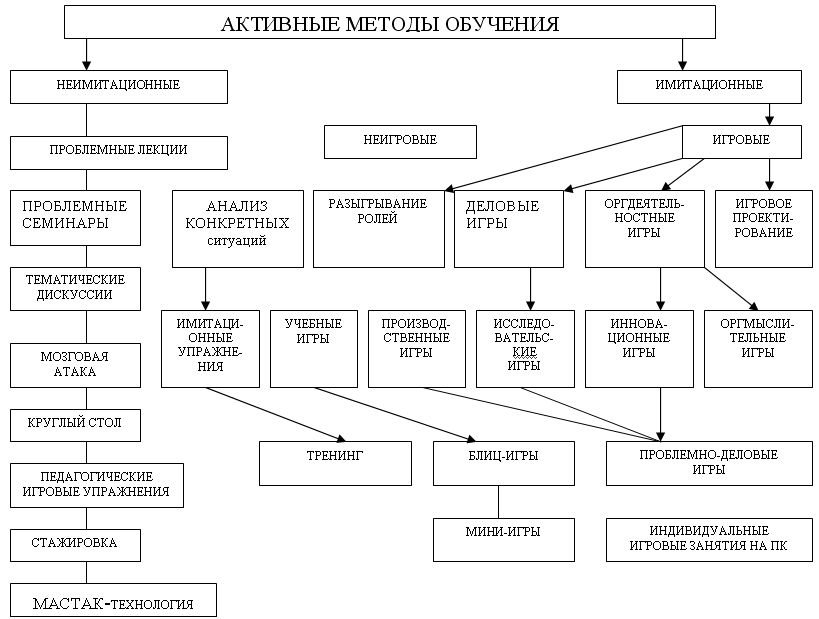 АКТИВНЫЕ МЕТОДЫ ОБУЧЕНИЯ
НЕИМИТАЦИОННЫЕ
ИМИТАЦИОННЫЕ
ПРОБЛЕМНЫЕ ЛЕКЦИИ
НЕИГРОВЫЕ
ИГРОВЫЕ
ПРОБЛЕМНЫЕ
СЕМИНАРЫ
АНАЛИЗ
КОНКРЕТНЫХ
ситуаций
РАЗЫГРЫВАНИЕ
РОЛЕЙ
ДЕЛОВЫЕ
ИГРЫ
ОРГДЕЯТЕЛЬ-
НОСТНЫЕ
ИГРЫ
ИГРОВОЕ
ПРОЕКТИ-
РОВАНИЕ
ТЕМАТИЧЕСКИЕ
ДИСКУССИИ
ИМИТАЦИ-
ОННЫЕ
УПРАЖНЕ-
НИЯ
УЧЕБНЫЕ
ИГРЫ
ПРОИЗВОД-
СТВЕННЫЕ
ИГРЫ
ИССЛЕДО-
ВАТЕЛЬС-
КИЕ
ИГРЫ
ИННОВА-
ЦИОННЫЕ
ИГРЫ
ОРГМЫСЛИ-
ТЕЛЬНЫЕ
ИГРЫ
МОЗГОВАЯ
АТАКА
КРУГЛЫЙ СТОЛ
ТРЕНИНГ
БЛИЦ-ИГРЫ
ПРОБЛЕМНО-ДЕЛОВЫЕ
ИГРЫ
ПЕДАГОГИЧЕСКИЕ
ИГРОВЫЕ УПРАЖНЕНИЯ
МИНИ-ИГРЫ
ИНДИВИДУАЛЬНЫЕ
ИГРОВЫЕ ЗАНЯТИЯ НА ПК
СТАЖИРОВКА
МАСТАК-ТЕХНОЛОГИЯ